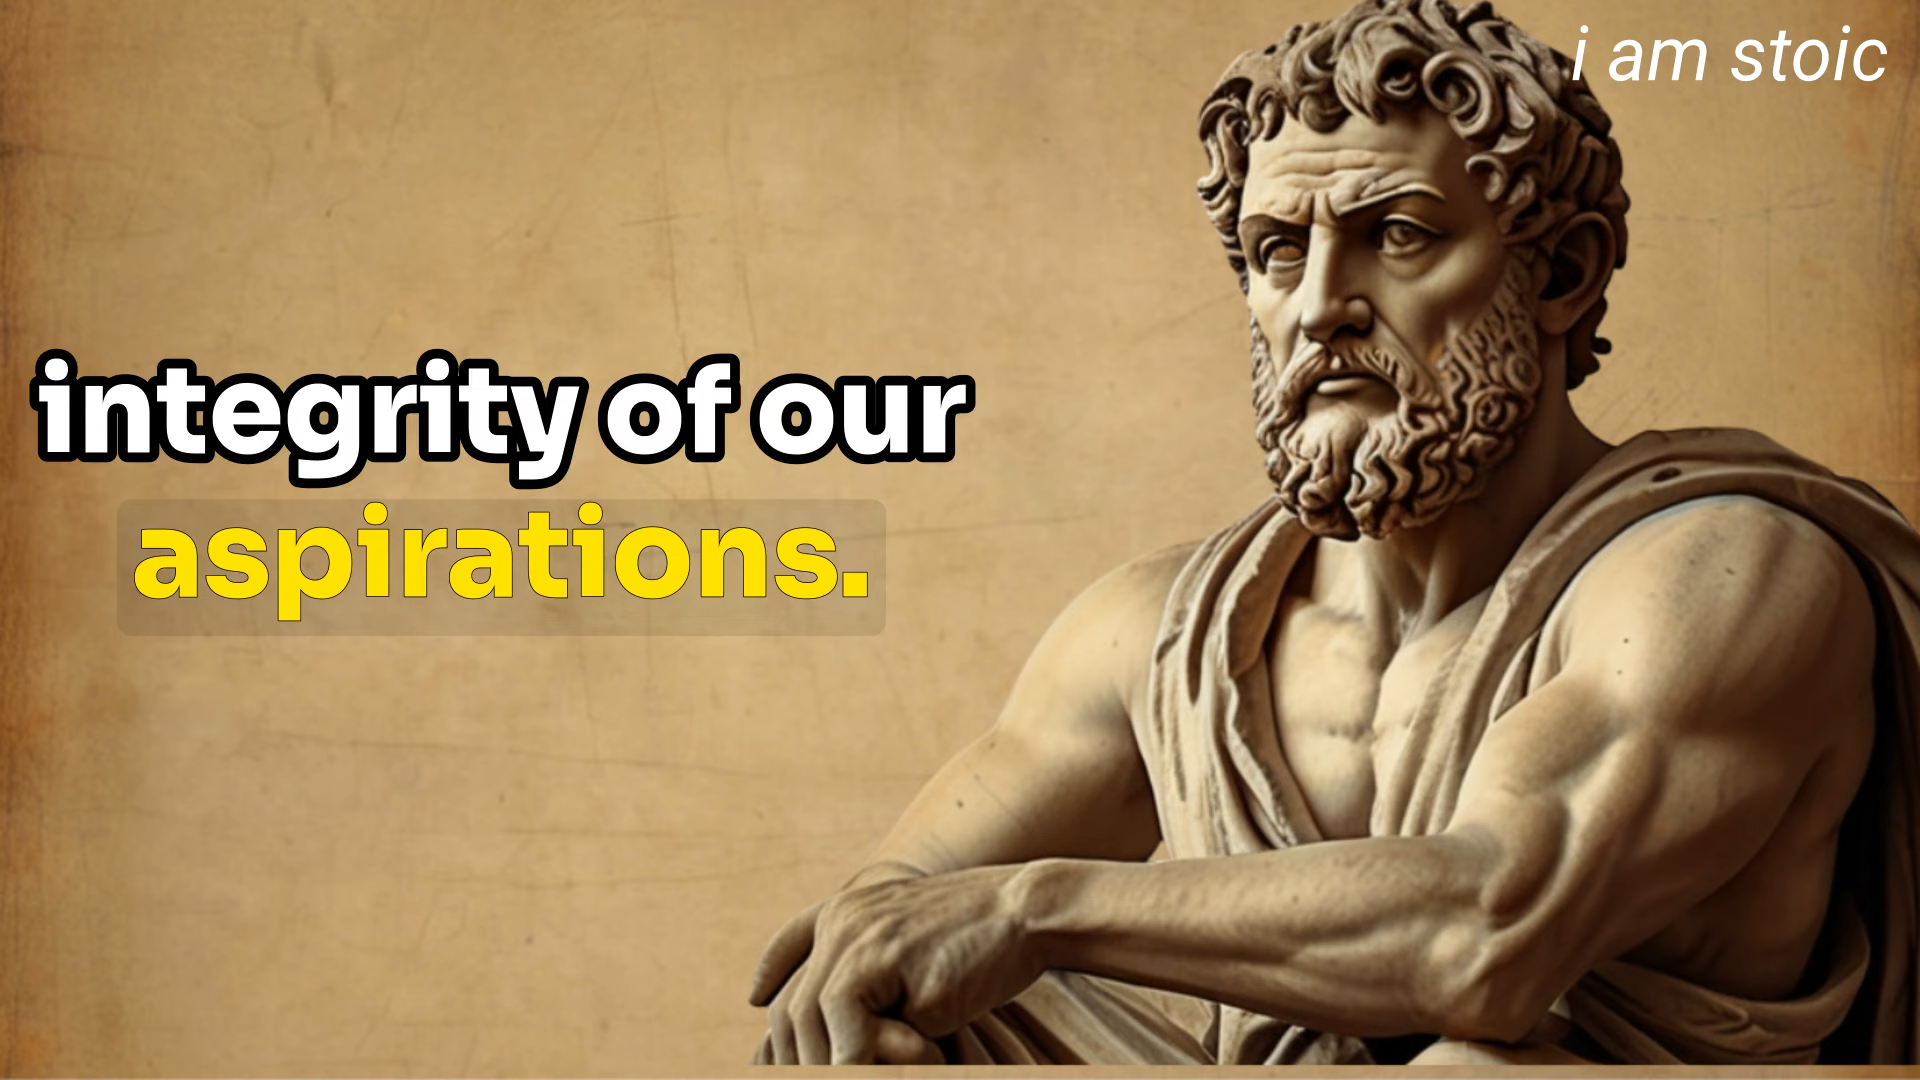 i am stoic
integrity of our
aspirations.